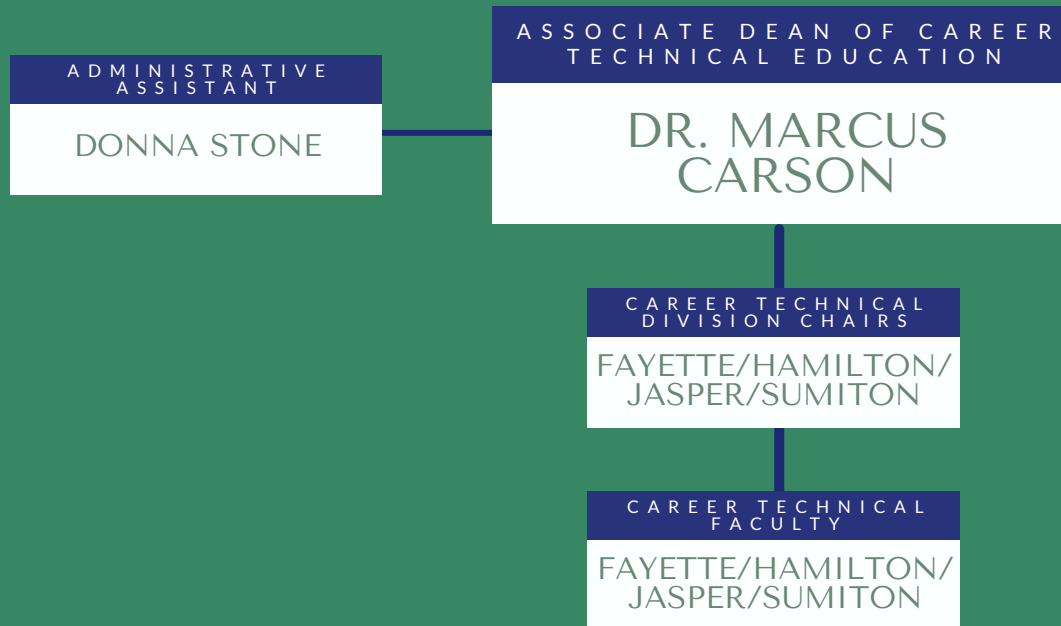 ADMINISTRATIVE
ASSISTANT
DONNA STONE
ASSOCIATE DEAN OF CAREER
TECHNICAL EDUCATION
DR. MARCUS
CARSON
CAREER TECHNICAL
DIVISION CHAIRS
FAYETTE/HAMILTON/
JASPER/SUMITON
CAREER TECHNICAL
FACULTY
FAYETTE/HAMILTON/
JASPER/SUMITON